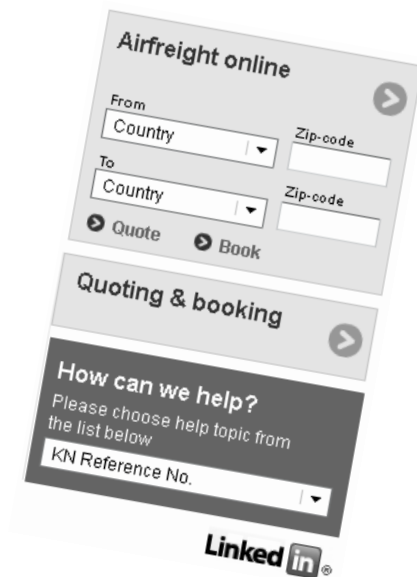 Airfreight online
From
Zip-code
Country
To
Zip-code
Country
Quote
Book
Quoting & booking
How can we help?
Please choose help topic from
the list below
KN Reference No.
Linked in ®